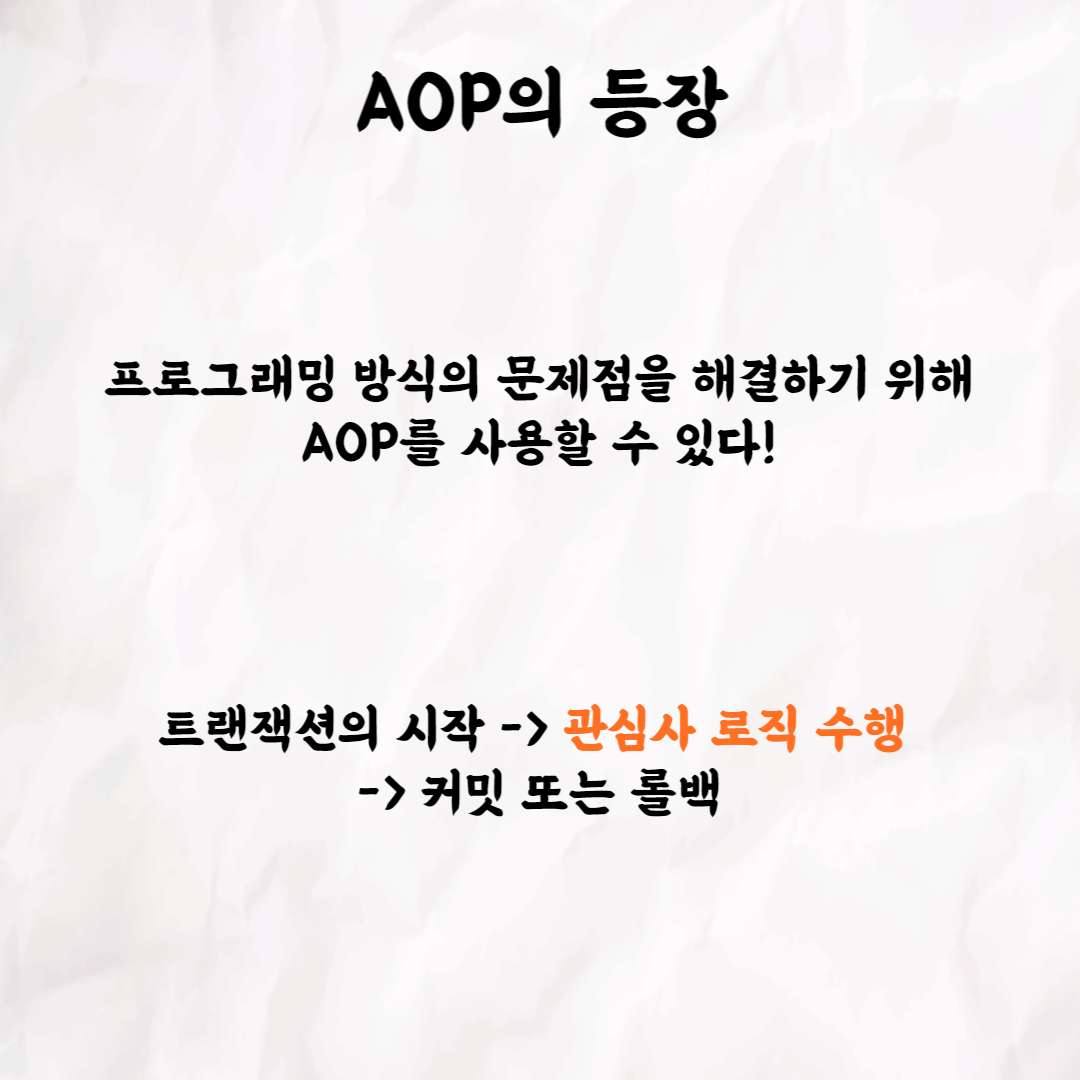 AOP의 등장
프로그래밍 방식의 문제점을 해결하기 위해
AOP를 사용할 수 있다!
트랜잭션의 시작 -> 관심사 로직 수행
-> 커밋 또는 롤백